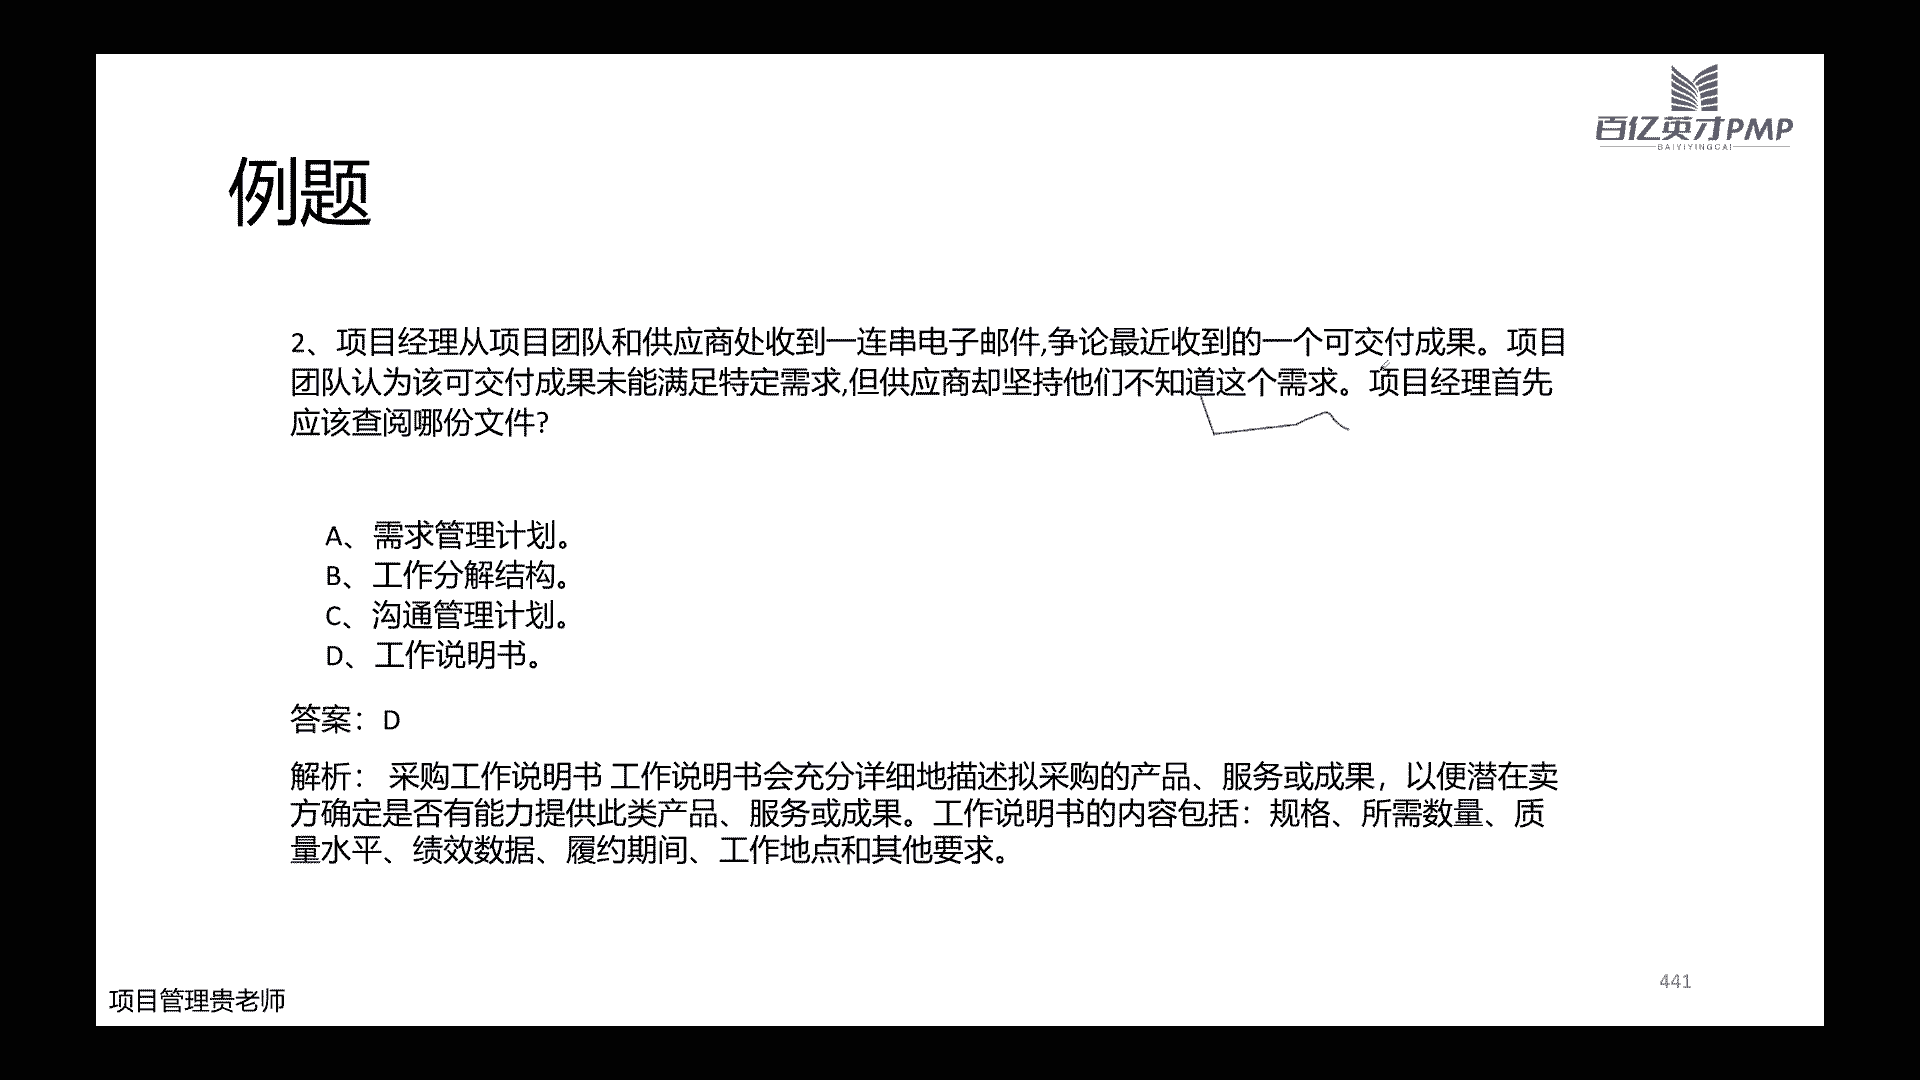 百亿英才PMP
BAIYIYINGCAI
例题
2、项目经理从项目团队和供应商处收到一连串电子邮件,争论最近收到的一个可交付成果。项目
团队认为该可交付成果未能满足特定需求,但供应商却坚持他们不知道这个需求。项目经理首先
应该查阅哪份文件?
A、需求管理计划。
B、工作分解结构。
C、沟通管理计划。
D、工作说明书。
答案：D
解析： 采购工作说明书 工作说明书会充分详细地描述拟采购的产品、服务或成果，以便潜在卖
方确定是否有能力提供此类产品、服务或成果。工作说明书的内容包括：规格、所需数量、质
量水平、绩效数据、履约期间、工作地点和其他要求。
441
项目管理贵老师